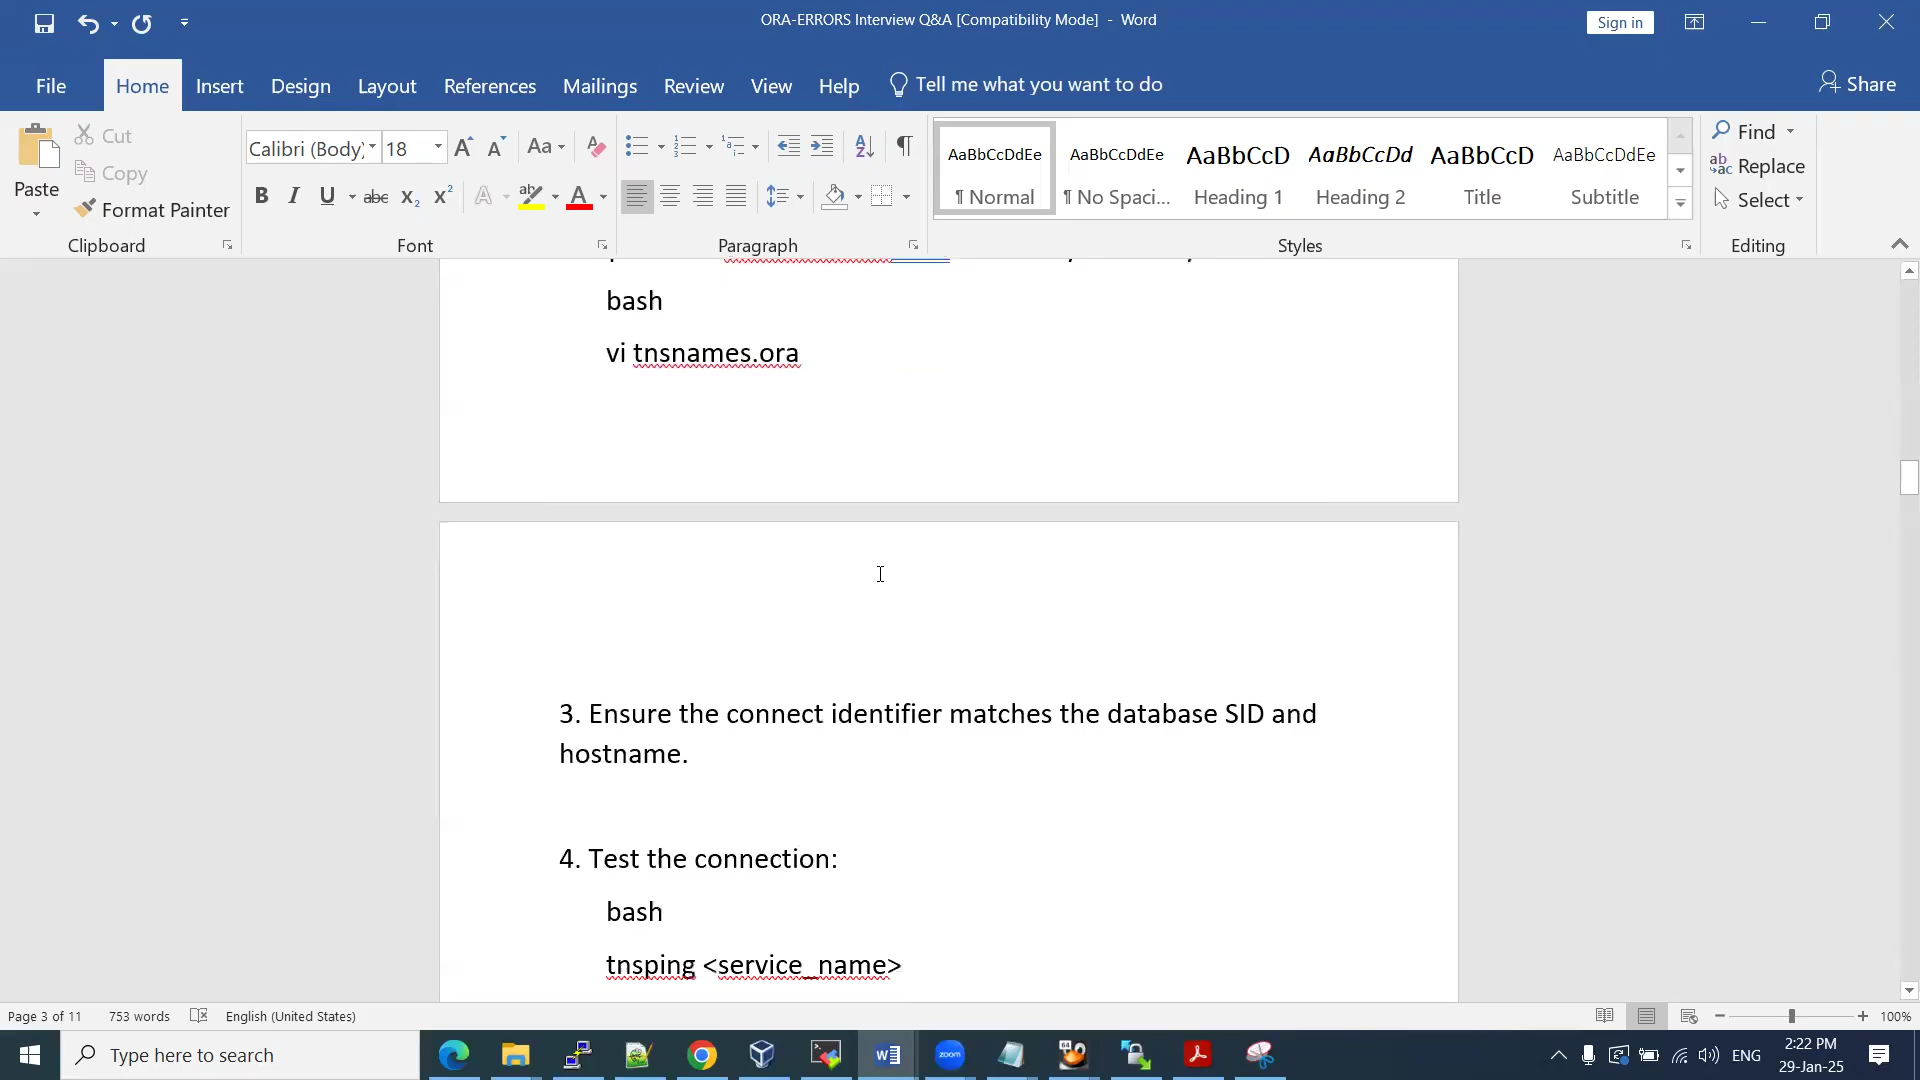 ORA-ERRORS Interview Q&A [Compatibility Mode] - Word
Sign in
File Home Insert Design Layout References Mailings Review View Help Tell me what you want to do Share
Paste
Cut
Copy
Format Painter
Clipboard
Calibri (Body) 18
Font
Paragraph
AaBbCcDdEe AaBbCcDdEe AaBbCcD AaBbCcDd AaBbCcD AaBbCcDdEe
¶ Normal ¶ No Spaci... Heading 1 Heading 2 Title Subtitle
Styles
Find
Replace
Select
Editing
bash
vi tnsnames.ora
3. Ensure the connect identifier matches the database SID and
hostname.
4. Test the connection:
bash
tnsping <service_name>
Page 3 of 11 753 words English (United States) 100%
Type here to search
zoom
ENG
2:22 PM
29-Jan-25